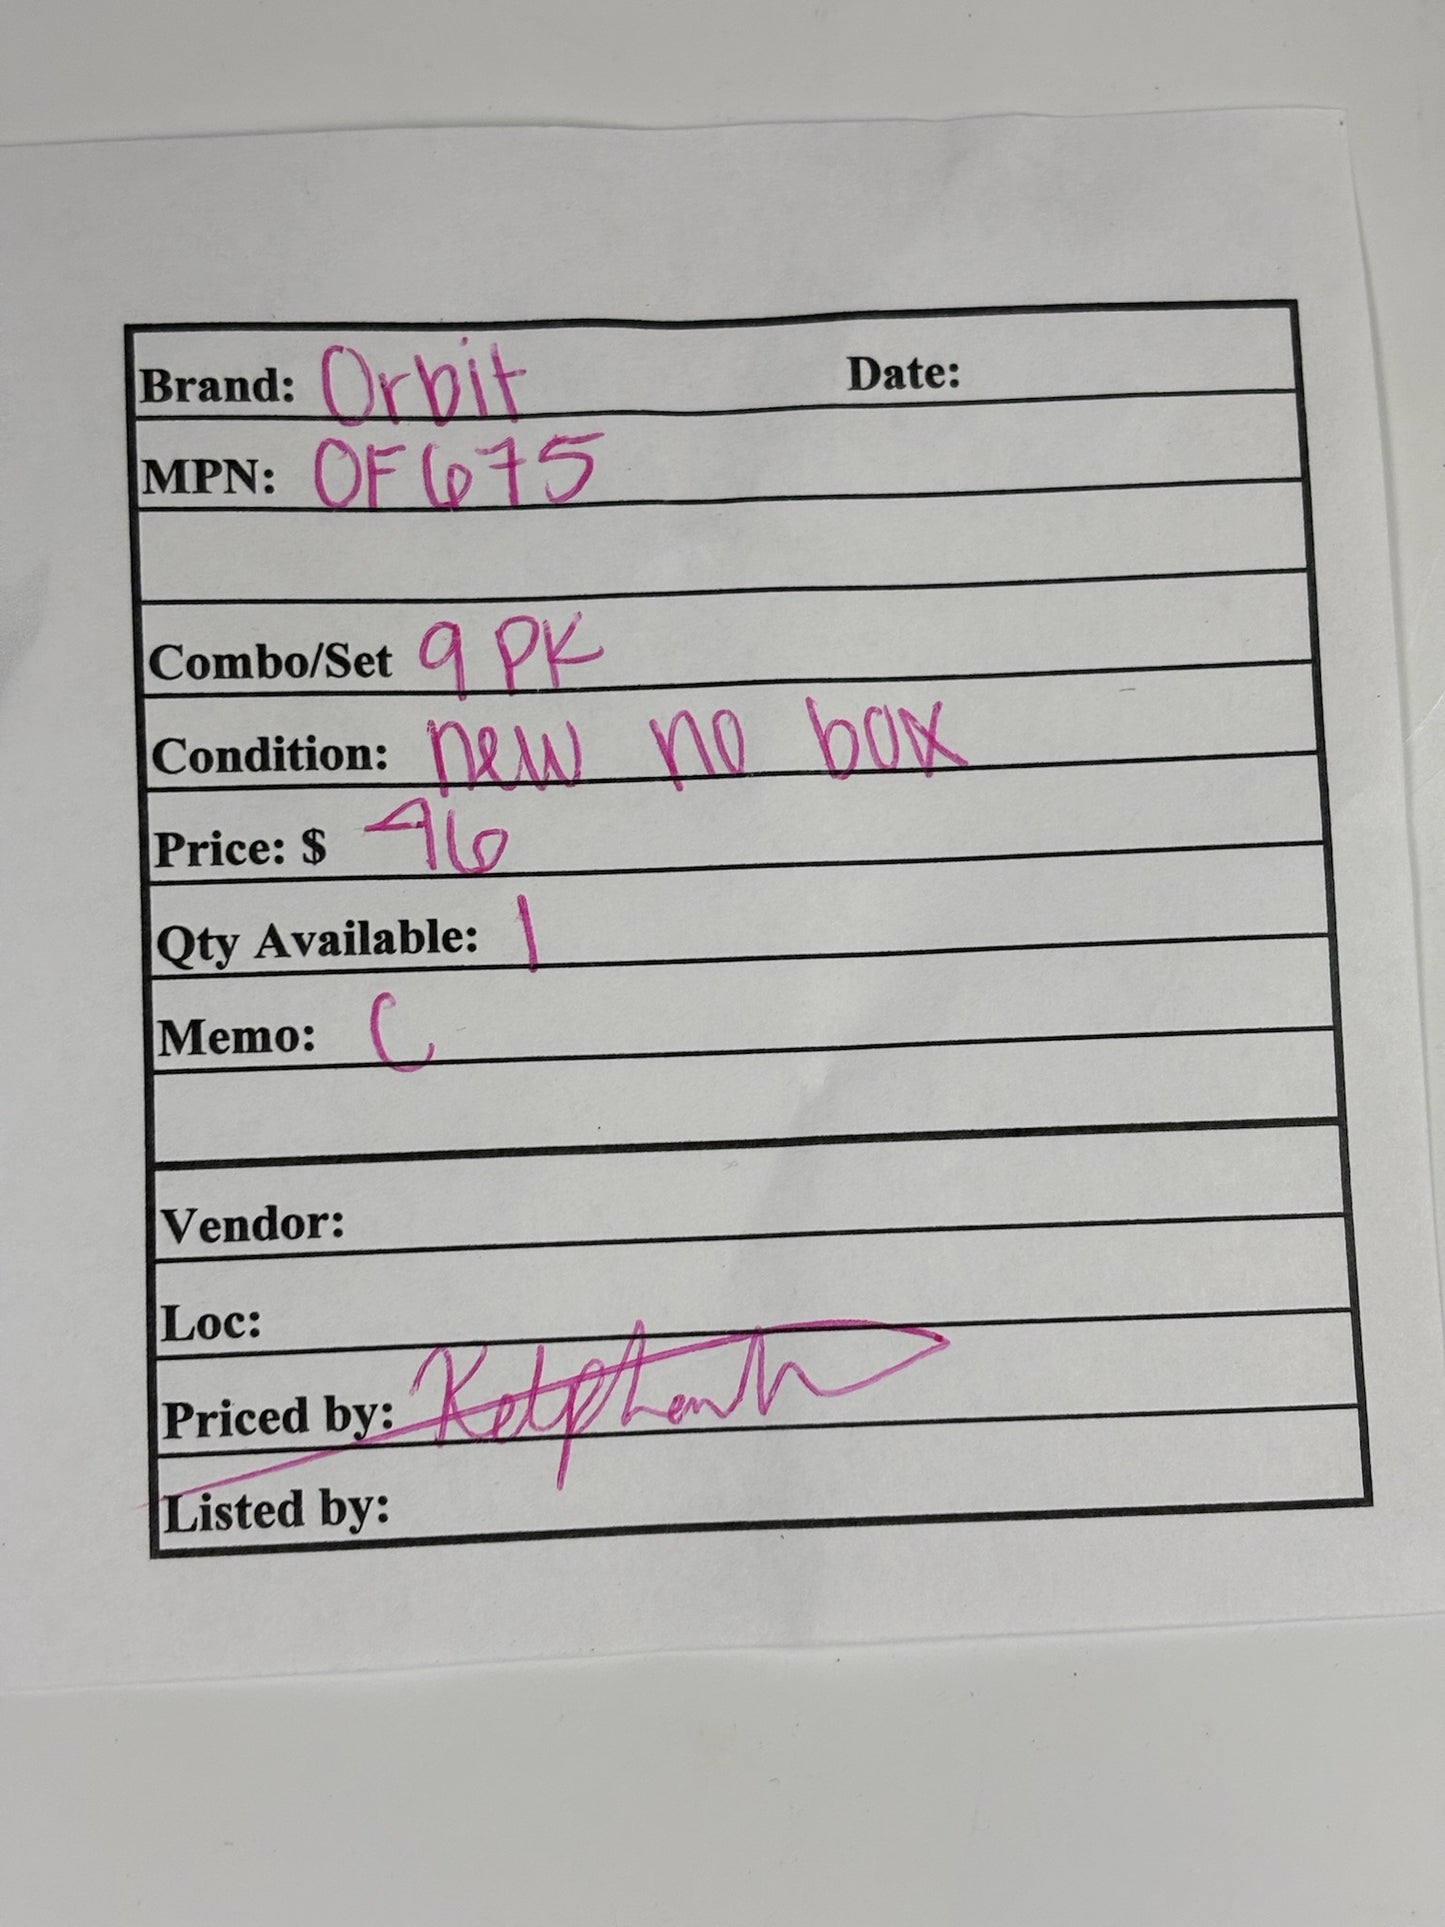 Brand: Orbit Date:
MPN: OF675
Combo/Set 9 PK
Condition: new no box
Price: $ 96
Qty Available: 1
Memo: C
Vendor:
Loc:
Priced by:
Listed by: